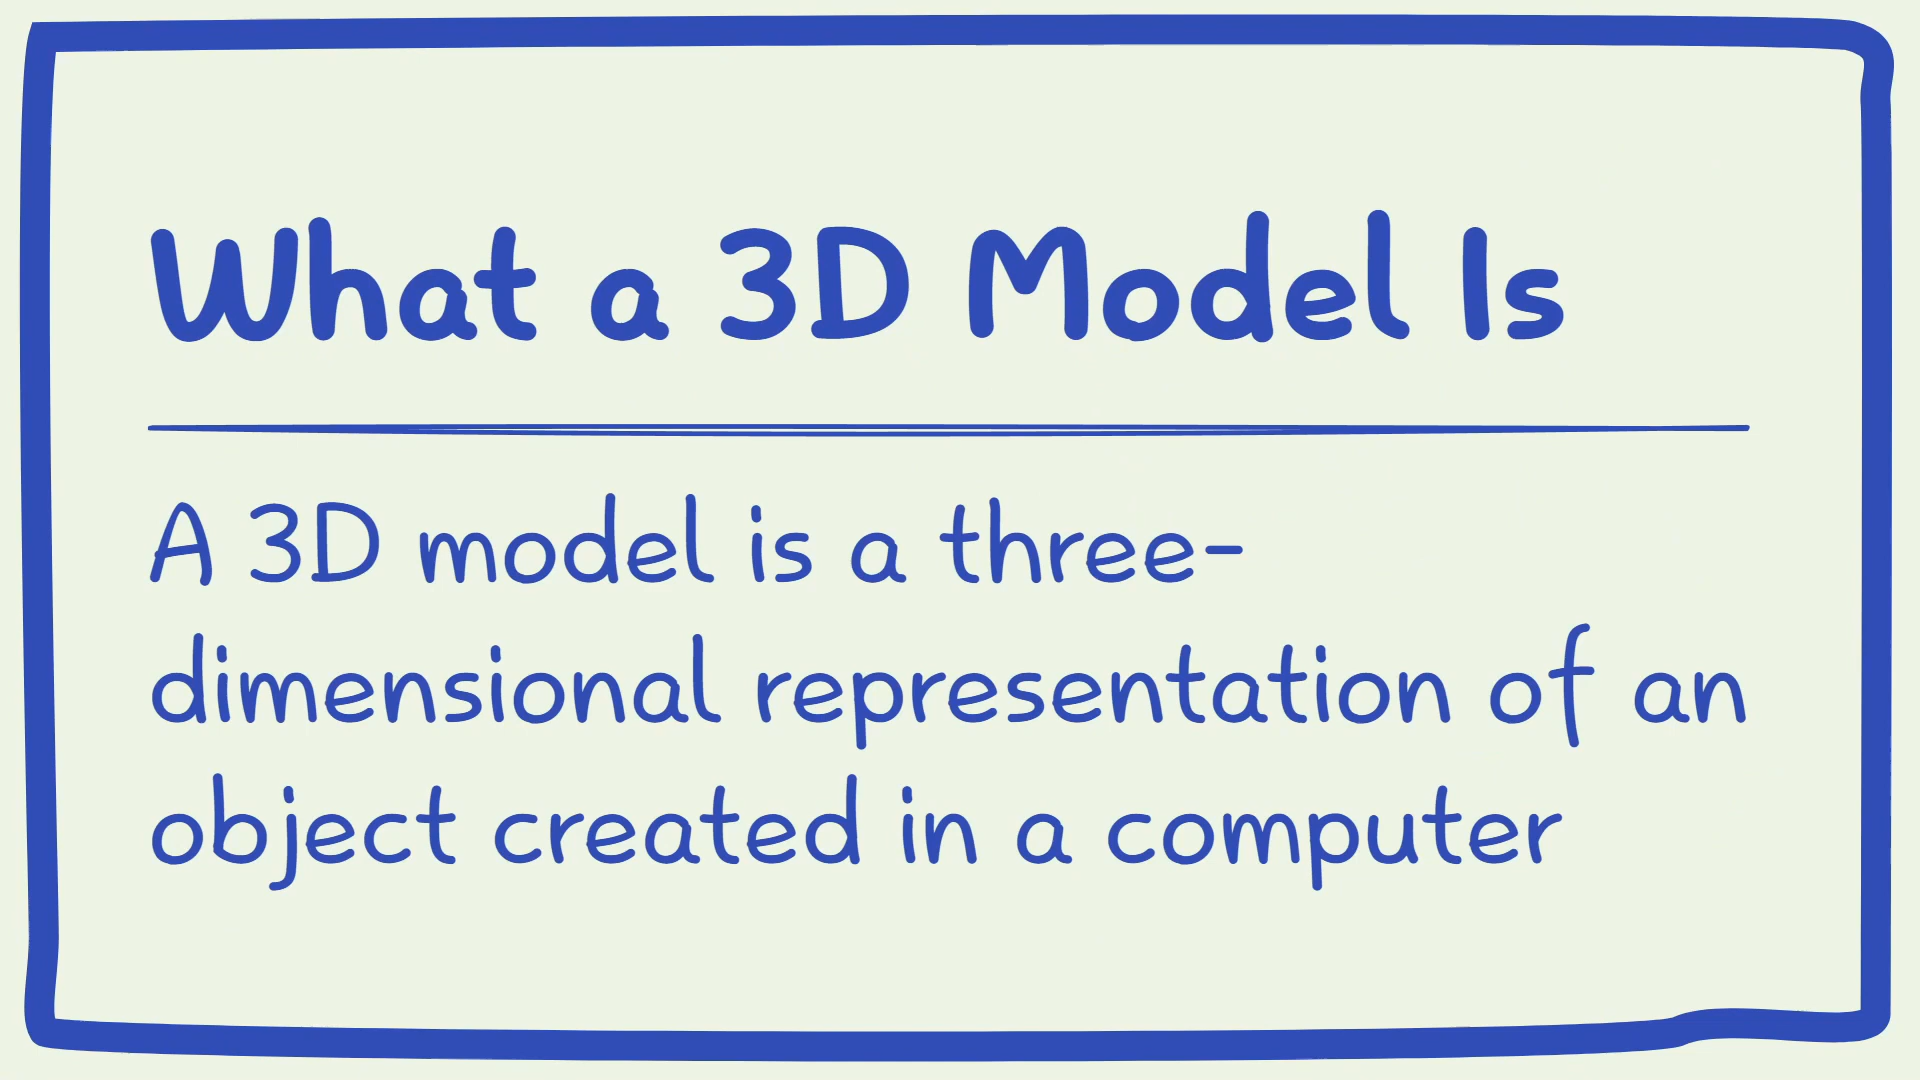 What a 3D Model Is
A 3D model is a three-
dimensional representation of an
object created in a computer